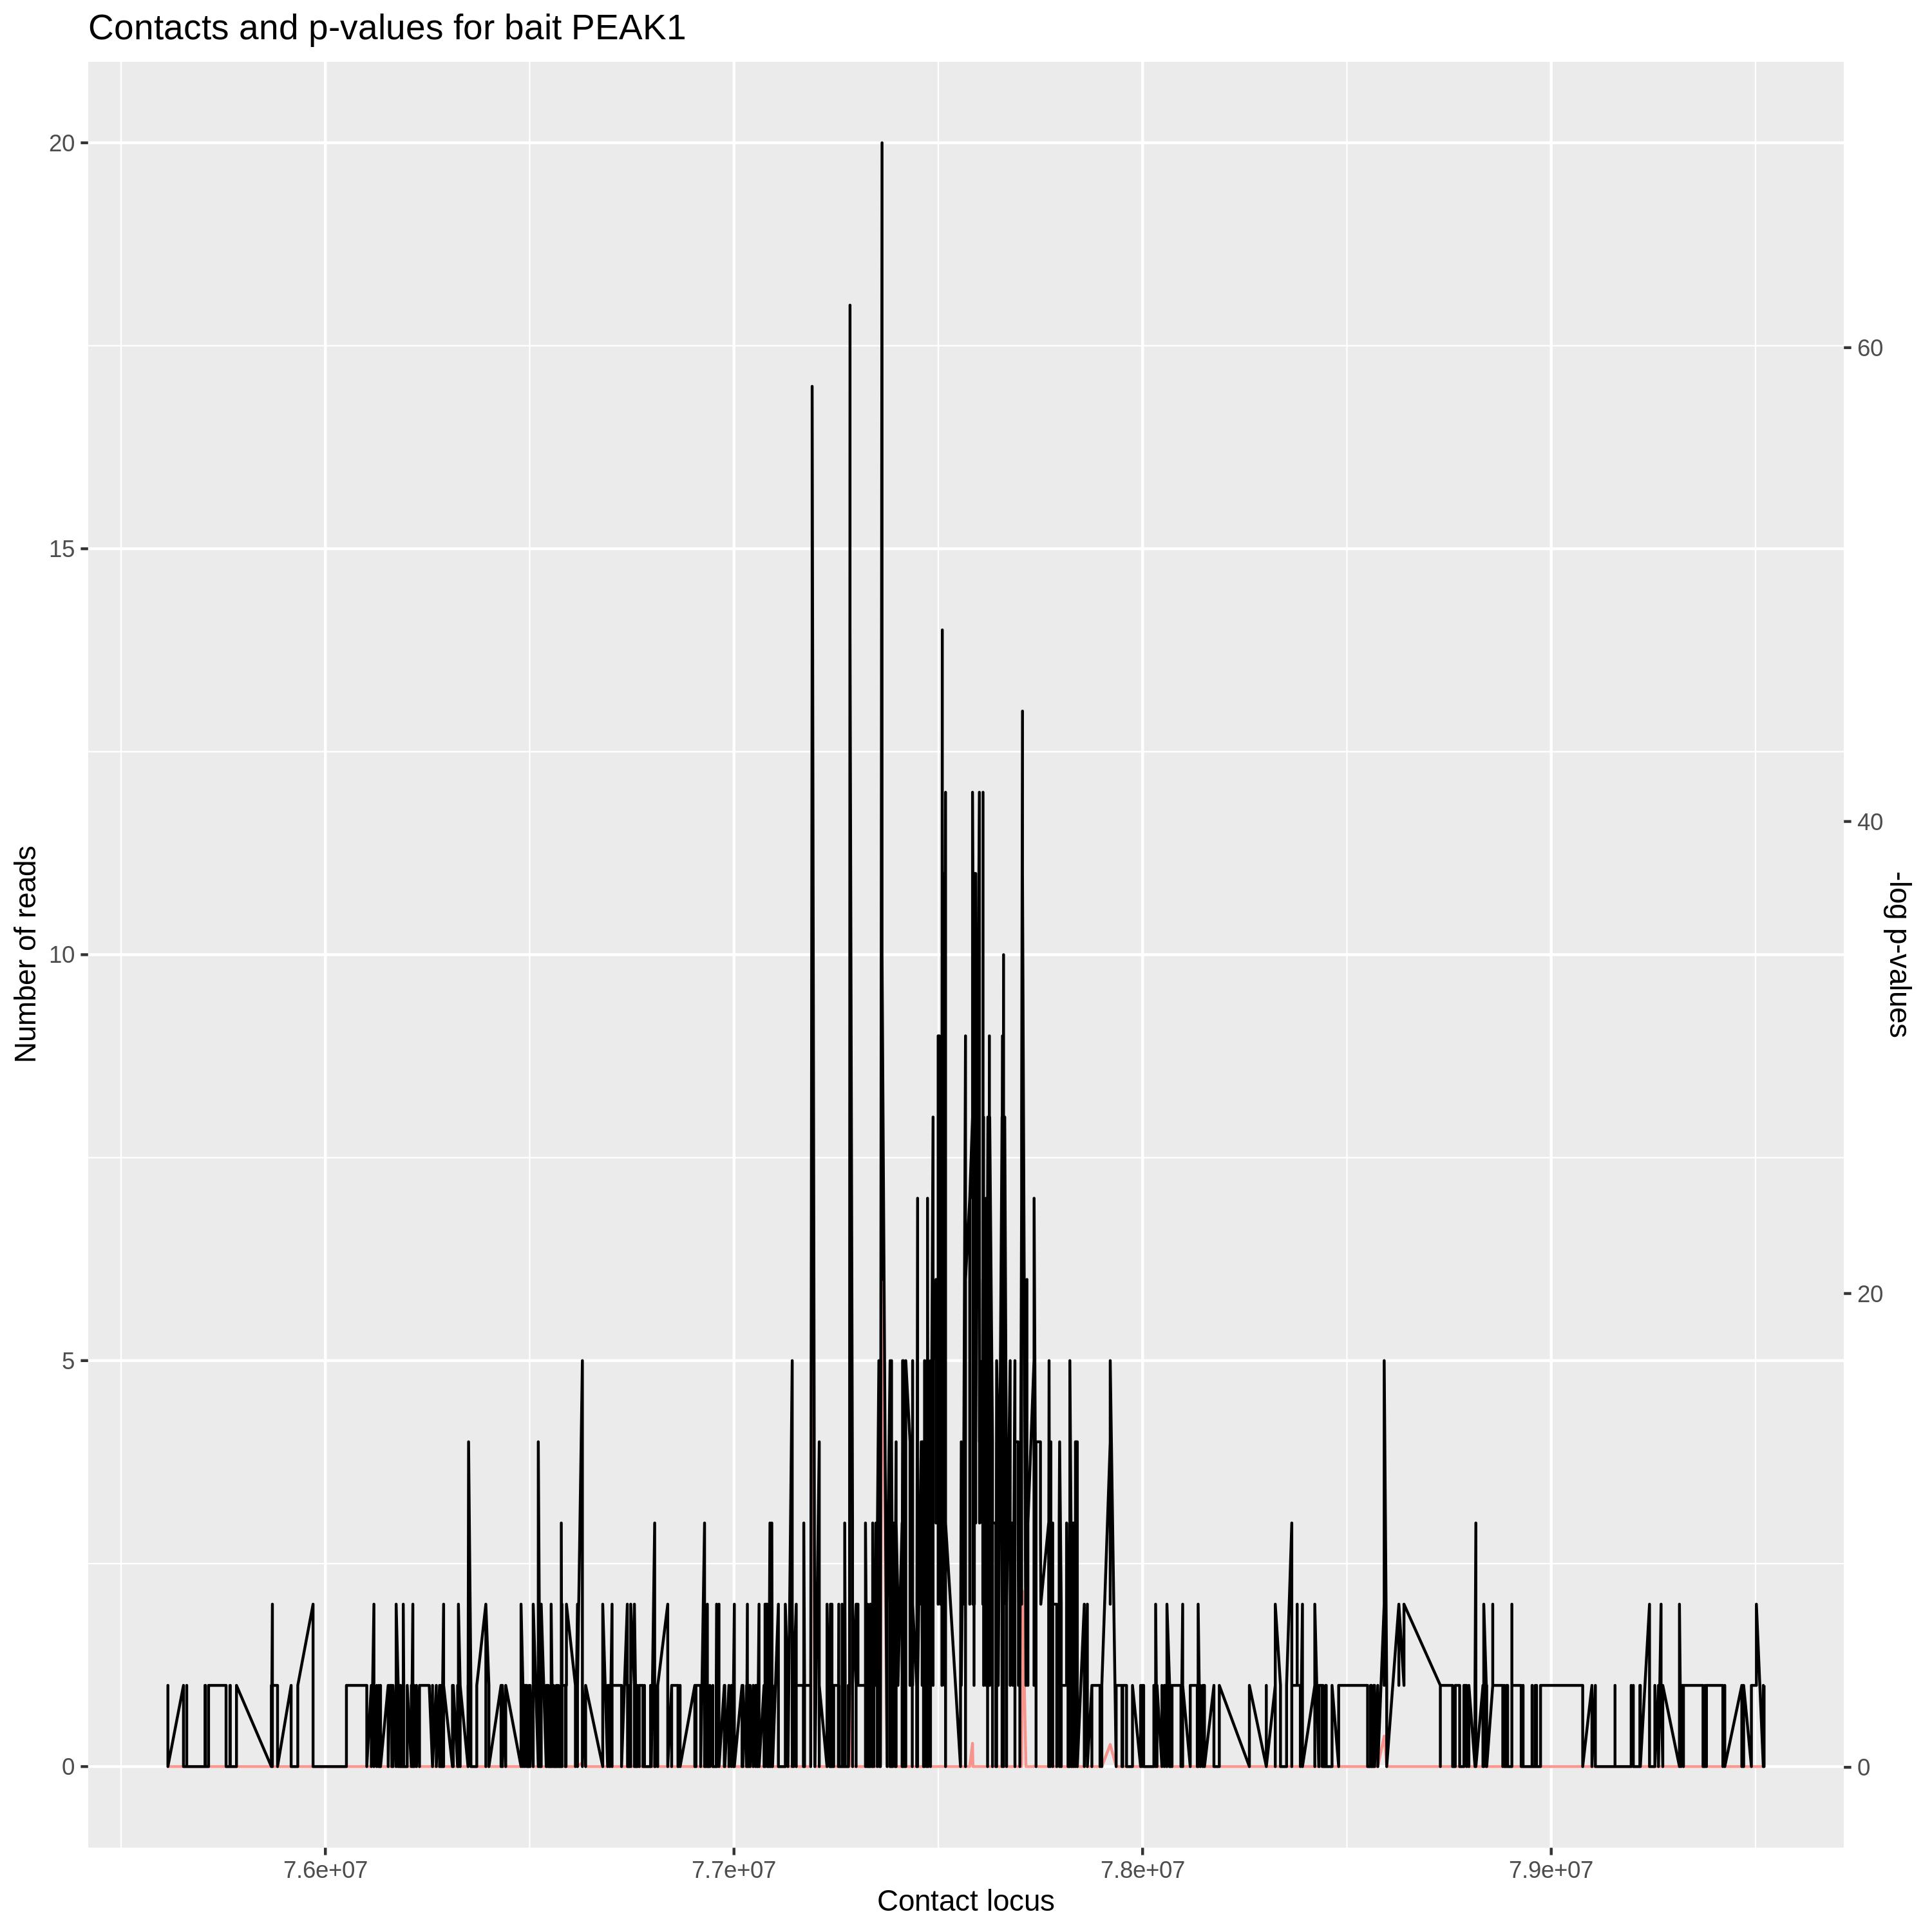 Contacts and p-values for bait PEAK1
20
15
10
5
0
60
40
20
0
Number of reads
-log p-values
7.6e+07 7.7e+07 7.8e+07 7.9e+07
Contact locus